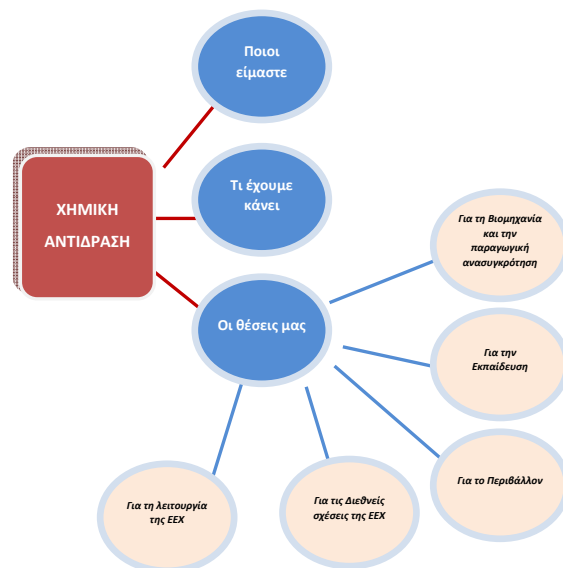 Ποιοι
είμαστε
ΧΗΜΙΚΗ
ΑΝΤΙΔΡΑΣΗ
Τι έχουμε
κάνει
Οι θέσεις μας
Για τη Βιομηχανία
και την
παραγωγική
ανασυγκρότηση
Για την
Εκπαίδευση
Για το Περιβάλλον
Για τις Διεθνείς
σχέσεις της ΕΕΧ
Για τη λειτουργία
της ΕΕΧ